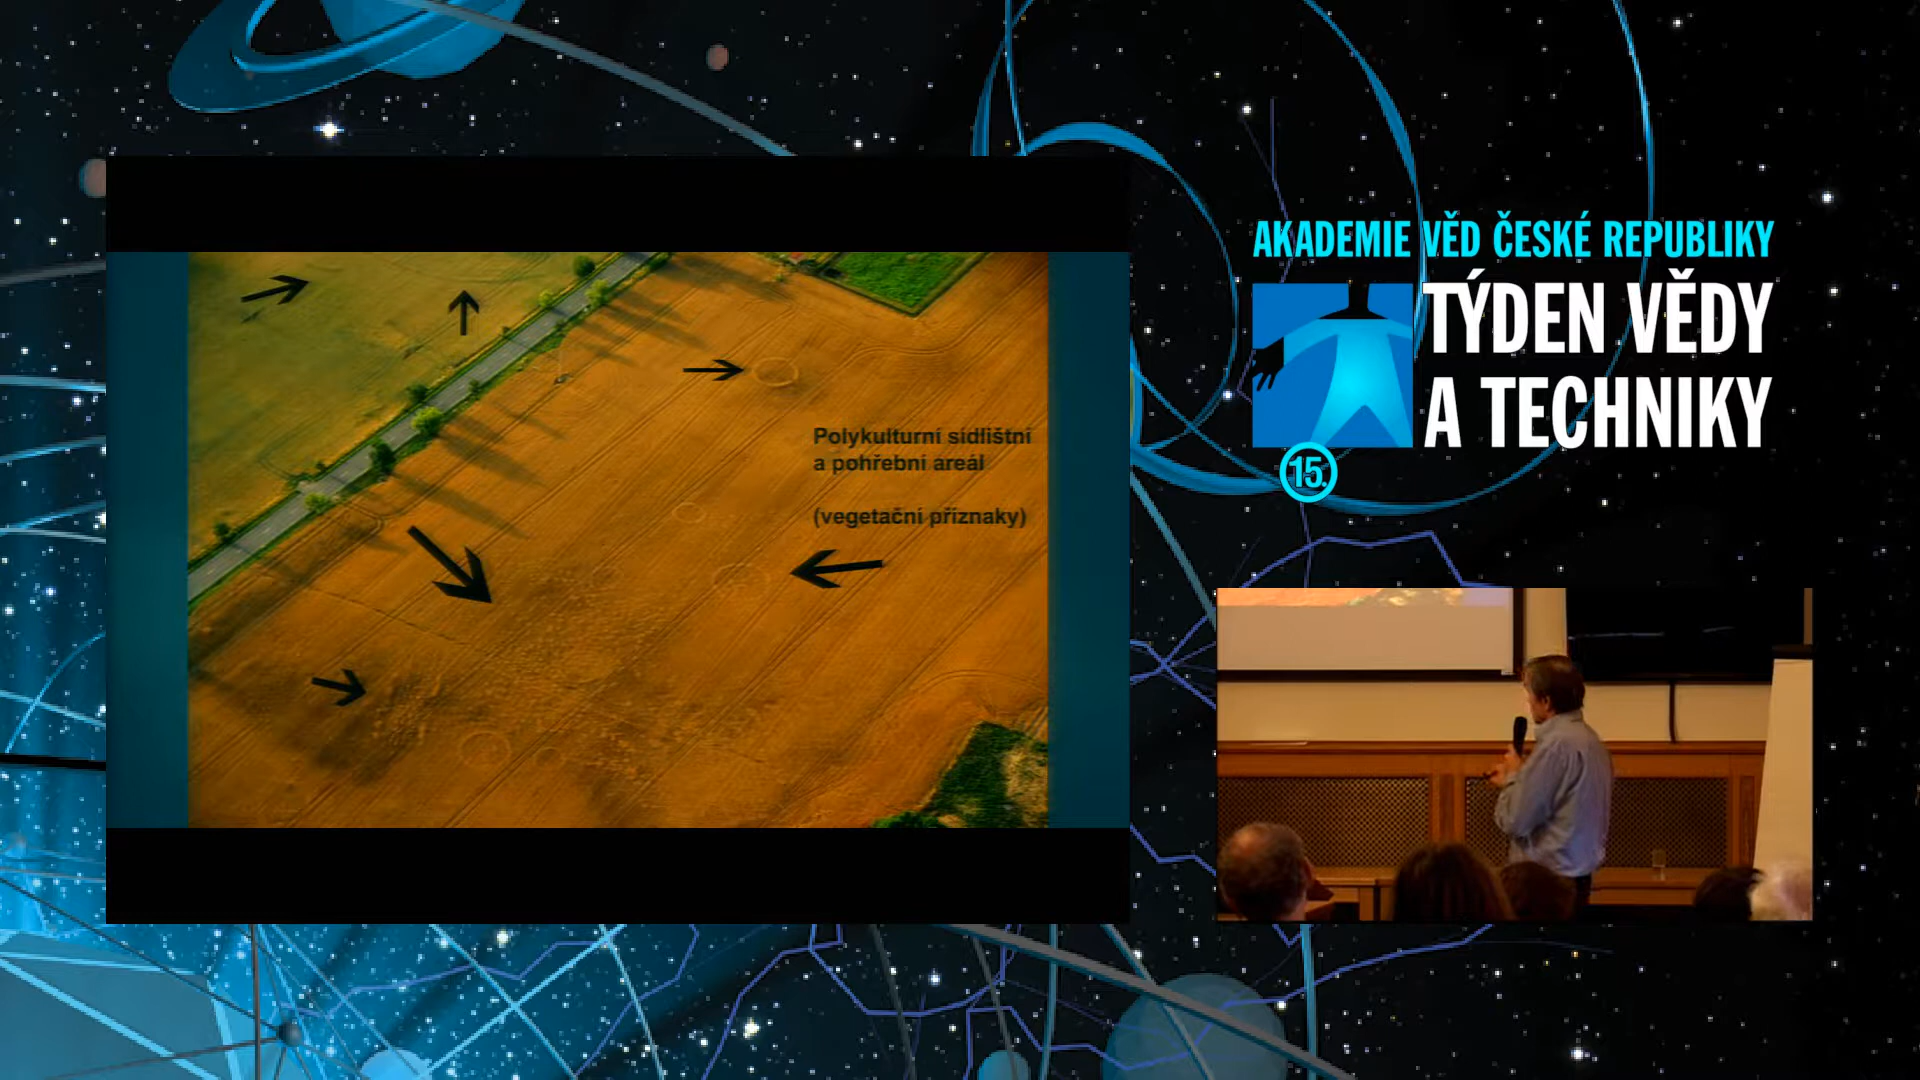 AKADEMIE VĚD ČESKÉ REPUBLIKY
TÝDEN VĚDY
A TECHNIKY
15.
Polykulturní sídlištní
a pohřební areál
(vegetační příznaky)